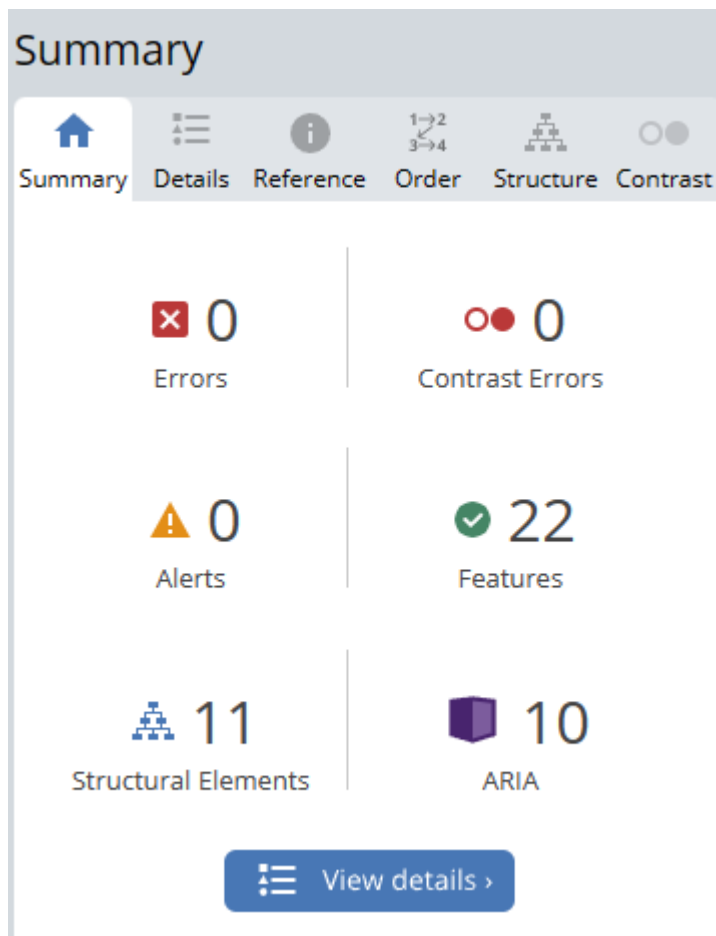 Summary
1→2
3→4
Summary Details Reference Order Structure Contrast
0 0
Errors Contrast Errors
0 22
Alerts Features
11 10
Structural Elements ARIA
View details ›